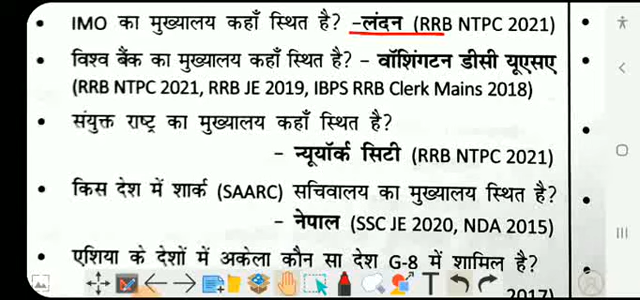 • IMO का मुख्यालय कहाँ स्थित है? -लंदन (RRB NTPC 2021)
• विश्व बैंक का मुख्यालय कहाँ स्थित है? - वॉशिंगटन डीसी यूएसए
(RRB NTPC 2021, RRB JE 2019, IBPS RRB Clerk Mains 2018)
• संयुक्त राष्ट्र का मुख्यालय कहाँ स्थित है?
- न्यूयॉर्क सिटी (RRB NTPC 2021)
• किस देश में शार्क (SAARC) सचिवालय का मुख्यालय स्थित है?
- नेपाल (SSC JE 2020, NDA 2015)
• एशिया के देशों में अकेला कौन सा देश G-8 में शामिल है?
2017)